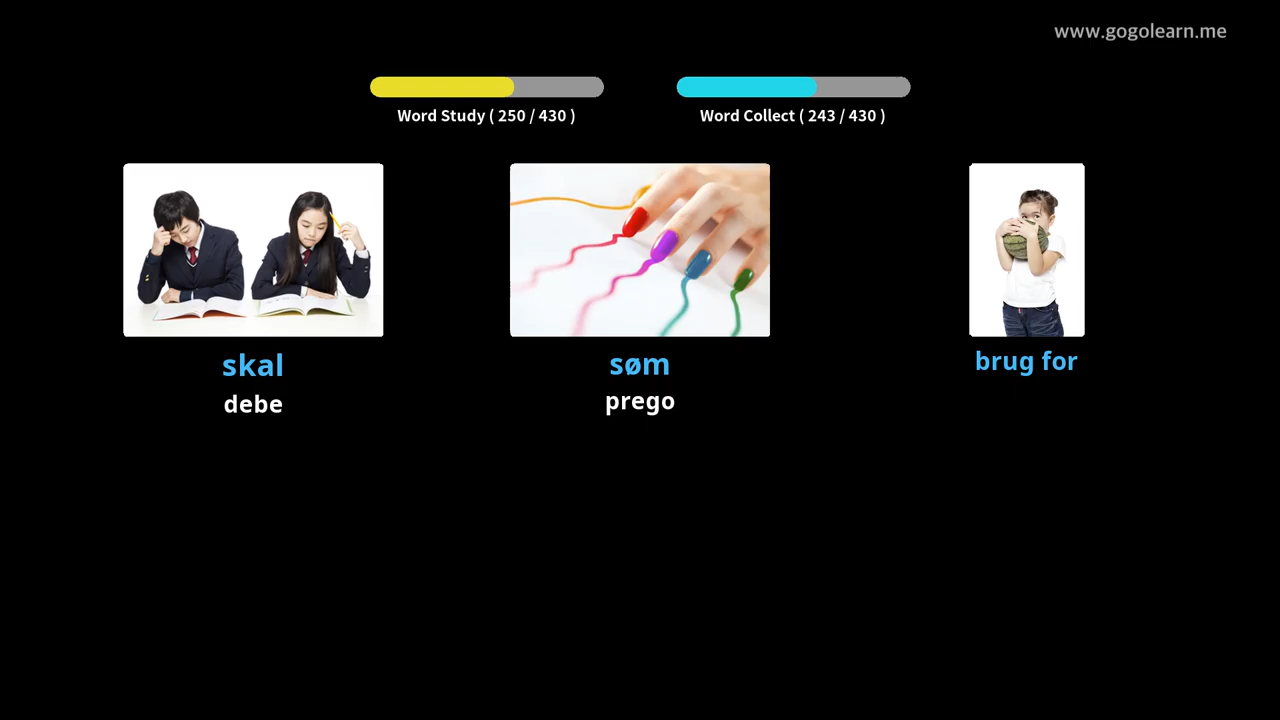 www.gogolearn.me
Word Study ( 250 / 430 )
Word Collect ( 243 / 430 )
skal
debe
søm
prego
brug for